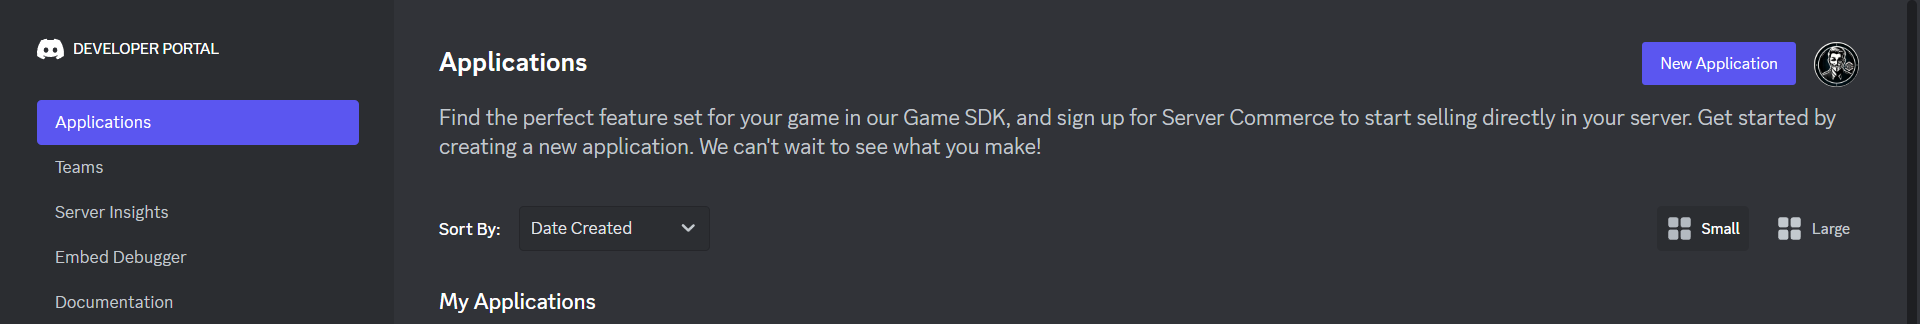 DEVELOPER PORTAL
Applications
Teams
Server Insights
Embed Debugger
Documentation
Applications
New Application
Find the perfect feature set for your game in our Game SDK, and sign up for Server Commerce to start selling directly in your server. Get started by
creating a new application. We can't wait to see what you make!
Sort By: Date Created Small Large
My Applications